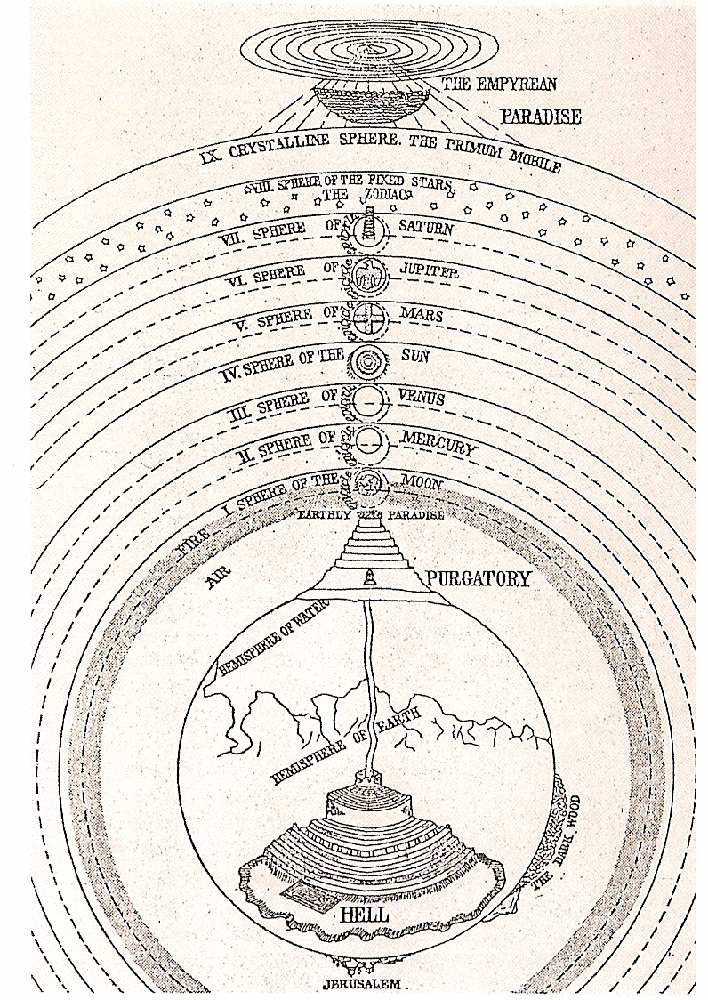 THE EMPYREAN
PARADISE
IX. CRYSTALLINE SPHERE. THE PRIMUM MOBILE
VIII. SPHERE OF THE FIXED STARS.
THE ZODIAC
VII. SPHERE OF SATURN
VI. SPHERE OF JUPITER
V. SPHERE OF MARS
IV. SPHERE OF THE SUN
III. SPHERE OF VENUS
II. SPHERE OF MERCURY
I. SPHERE OF THE MOON
EARTHLY PARADISE
FIRE
AIR
PURGATORY
HEMISPHERE OF WATER
HEMISPHERE OF EARTH
THE DARK WOOD
HELL
JERUSALEM.